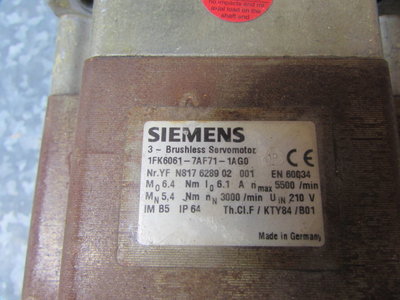 no impacts and no
axial load on the
shaft end
SIEMENS
3 ~ Brushless Servomotor
1FK6061-7AF71-1AG0
Nr.YF N817 6289 02 001 EN 60034
M0 6.4 Nm I0 6.1 A nmax 5500 /min
MN 5,4 Nm nN 3000 /min UIN 210 V
IM B5 IP 64 Th.Cl.F / KTY84 /B01
Made in Germany
CE